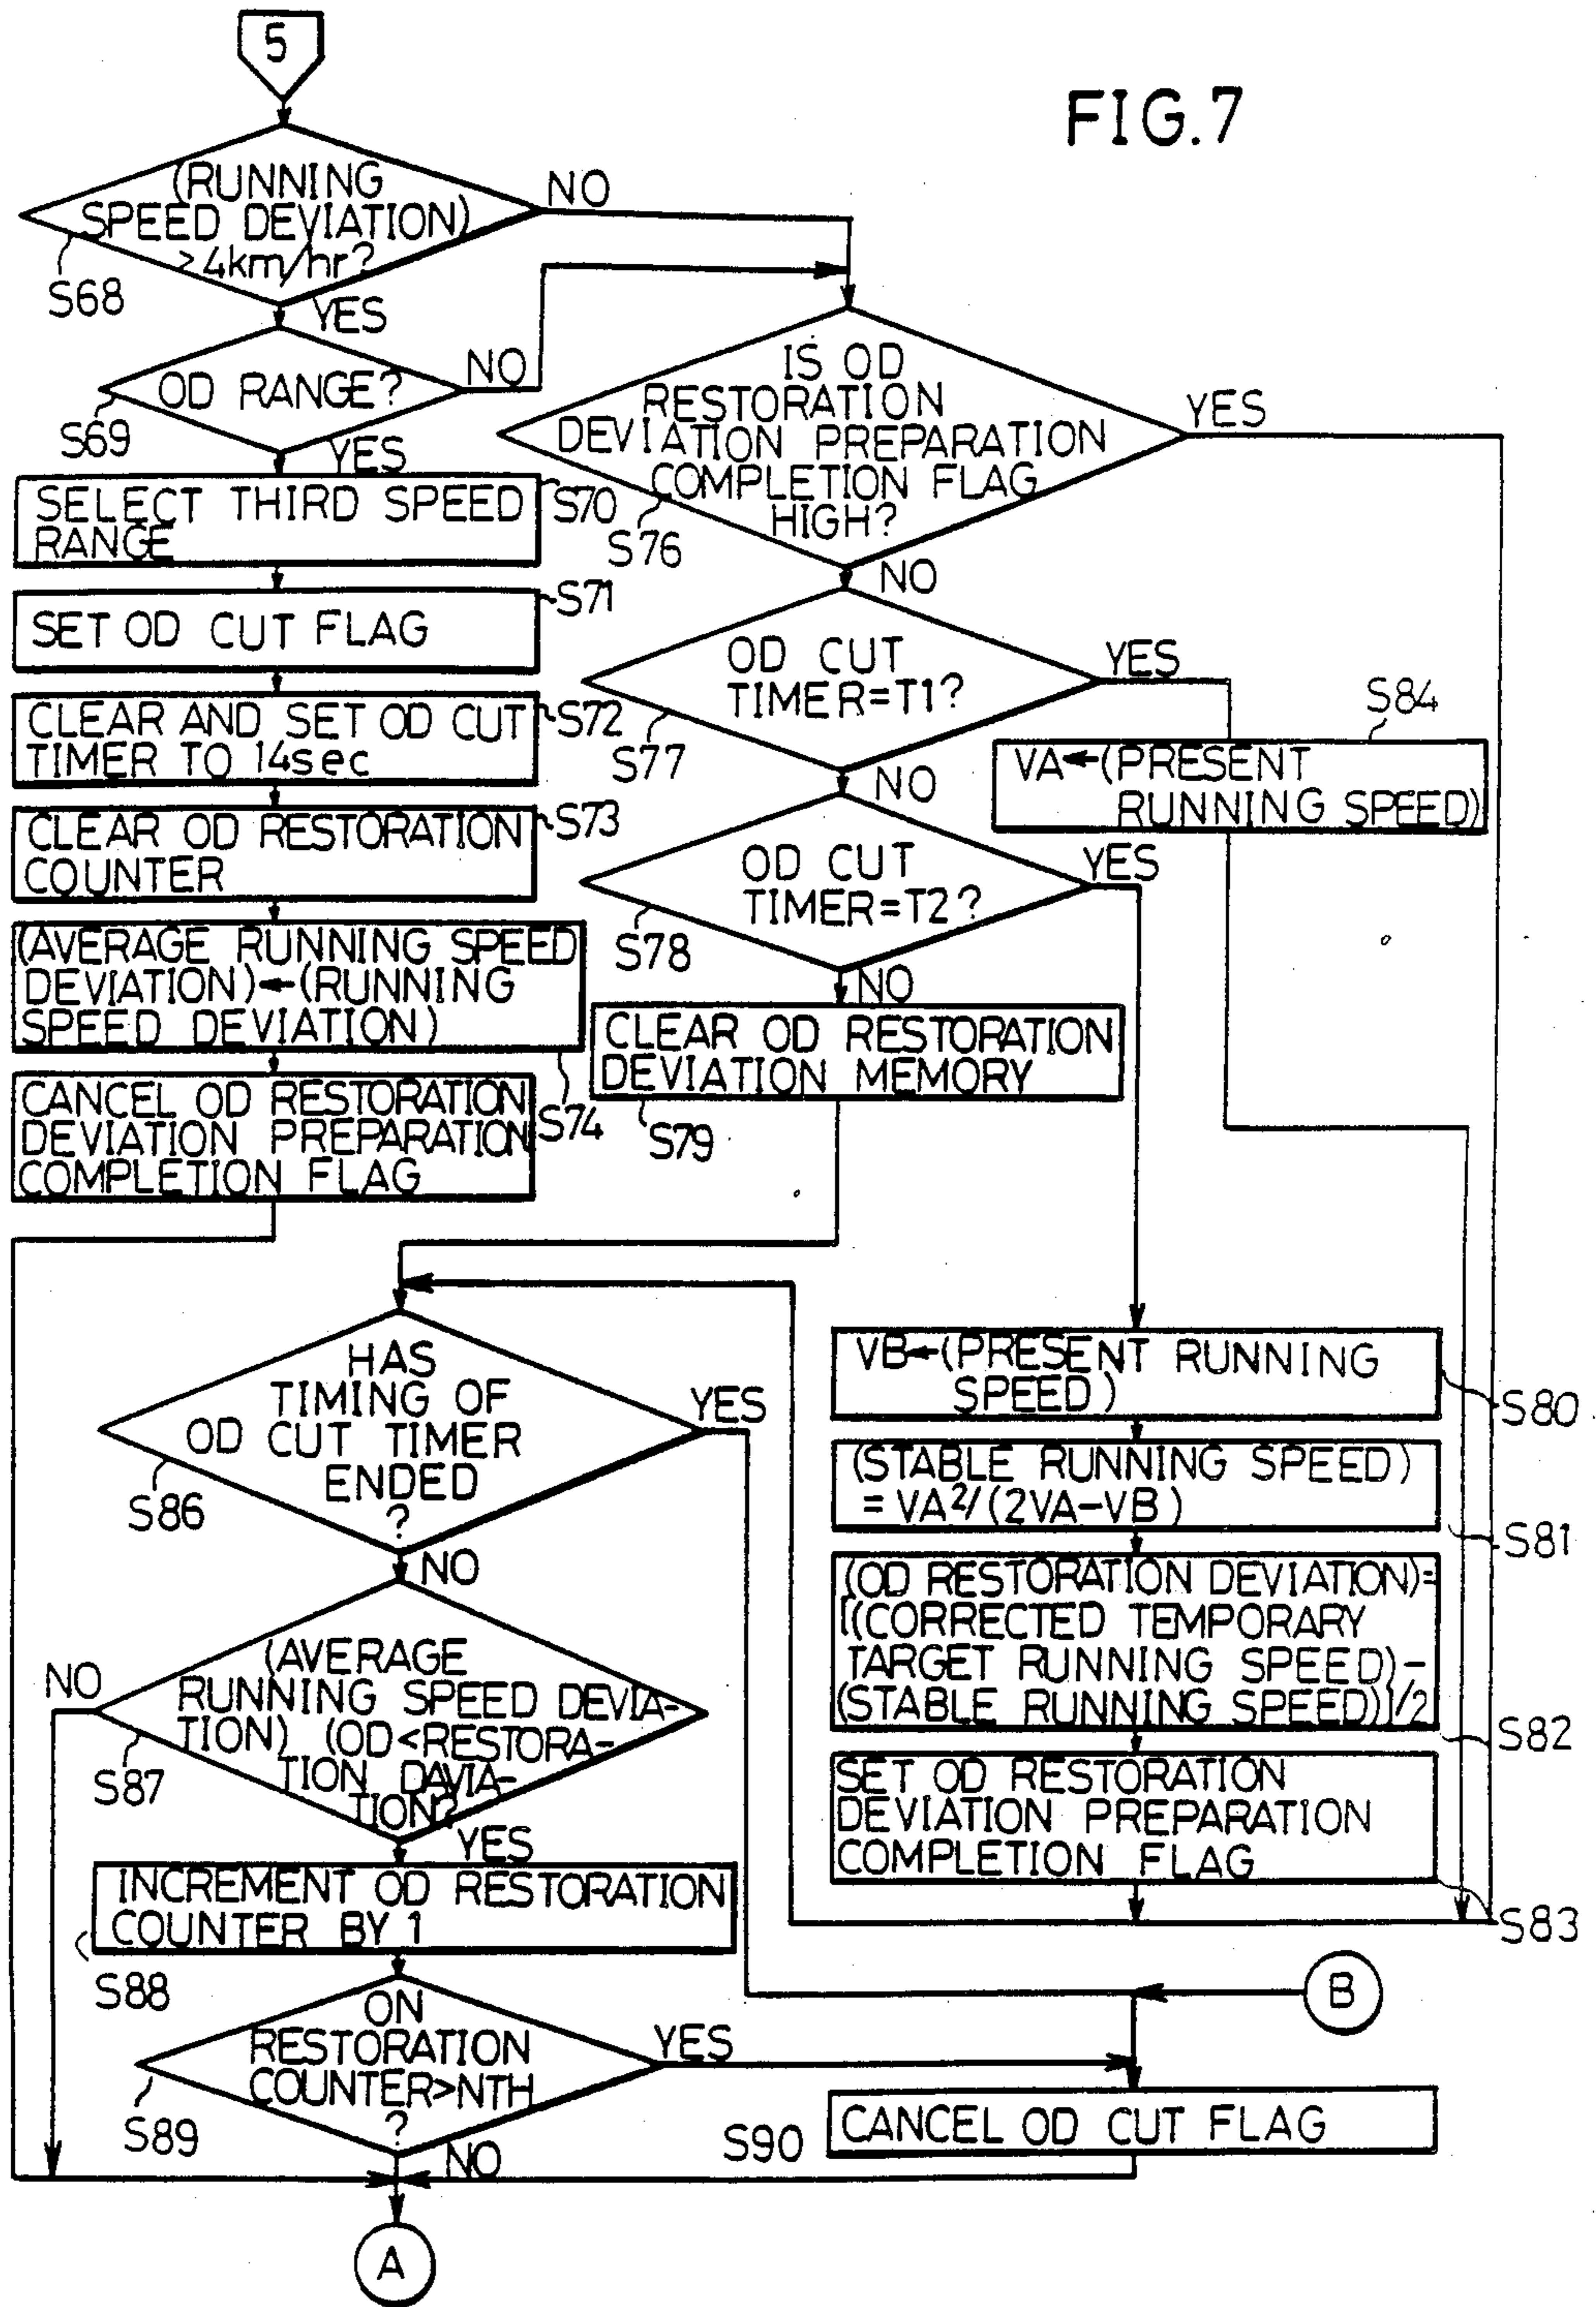 5
FIG.7
(RUNNING
SPEED DEVIATION)
>4km/hr?
NO
S68
YES
OD RANGE?
NO
S69
YES
SELECT THIRD SPEED
RANGE
S70
SET OD CUT FLAG
S71
CLEAR AND SET OD CUT
TIMER TO 14sec
S72
CLEAR OD RESTORATION
COUNTER
S73
(AVERAGE RUNNING SPEED
DEVIATION)←(RUNNING
SPEED DEVIATION)
S74
CANCEL OD RESTORATION
DEVIATION PREPARATION
COMPLETION FLAG
IS OD
RESTORATION
DEVIATION PREPARATION
COMPLETION FLAG
HIGH?
YES
S76
NO
OD CUT
TIMER=T1?
YES
S77
NO
S84
VA←(PRESENT
RUNNING SPEED)
OD CUT
TIMER=T2?
YES
S78
NO
CLEAR OD RESTORATION
DEVIATION MEMORY
S79
VB←(PRESENT RUNNING
SPEED)
S80
(STABLE RUNNING SPEED)
=VA²/(2VA-VB)
S81
(OD RESTORATION DEVIATION)=
{(CORRECTED TEMPORARY
TARGET RUNNING SPEED)-
(STABLE RUNNING SPEED)}/2
S82
SET OD RESTORATION
DEVIATION PREPARATION
COMPLETION FLAG
S83
HAS
TIMING OF
OD CUT TIMER
ENDED
?
YES
S86
NO
(AVERAGE
RUNNING SPEED DEVIA-
TION) (OD<RESTORA-
TION DAVIA-
TION?
NO
S87
YES
INCREMENT OD RESTORATION
COUNTER BY 1
S88
ON
RESTORATION
COUNTER>NTH
?
YES
S89
NO
B
CANCEL OD CUT FLAG
S90
A